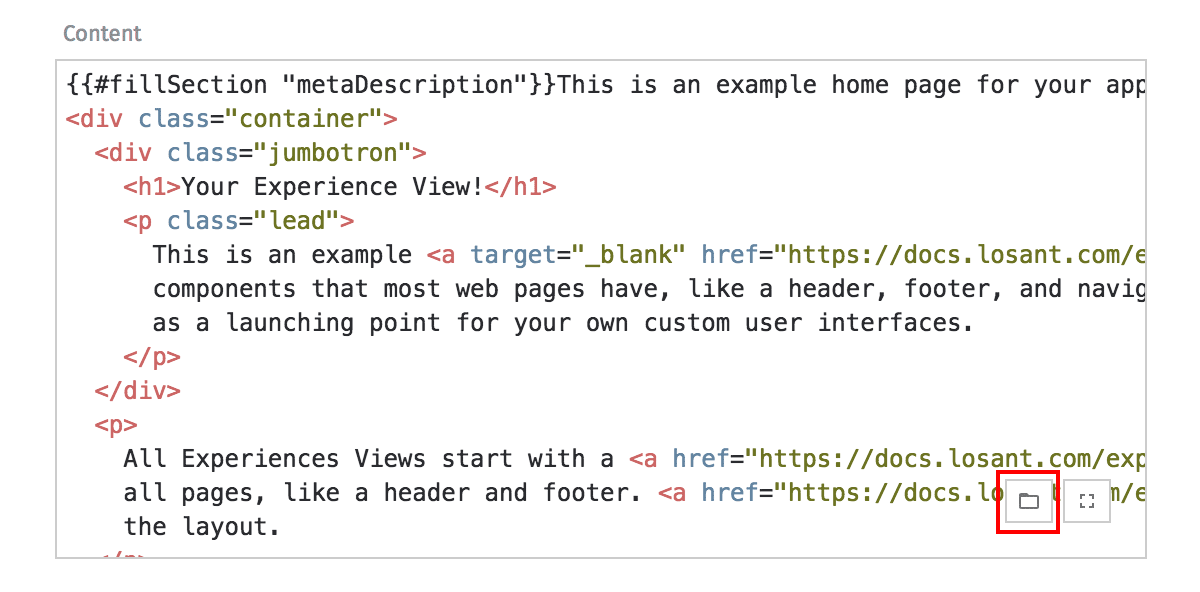 Content
{{#fillSection "metaDescription"}}This is an example home page for your app
<div class="container">
  <div class="jumbotron">
    <h1>Your Experience View!</h1>
    <p class="lead">
      This is an example <a target="_blank" href="https://docs.losant.com/e
      components that most web pages have, like a header, footer, and navig
      as a launching point for your own custom user interfaces.
    </p>
  </div>
  <p>
    All Experiences Views start with a <a href="https://docs.losant.com/exp
    all pages, like a header and footer. <a href="https://docs.lo m/e
    the layout.